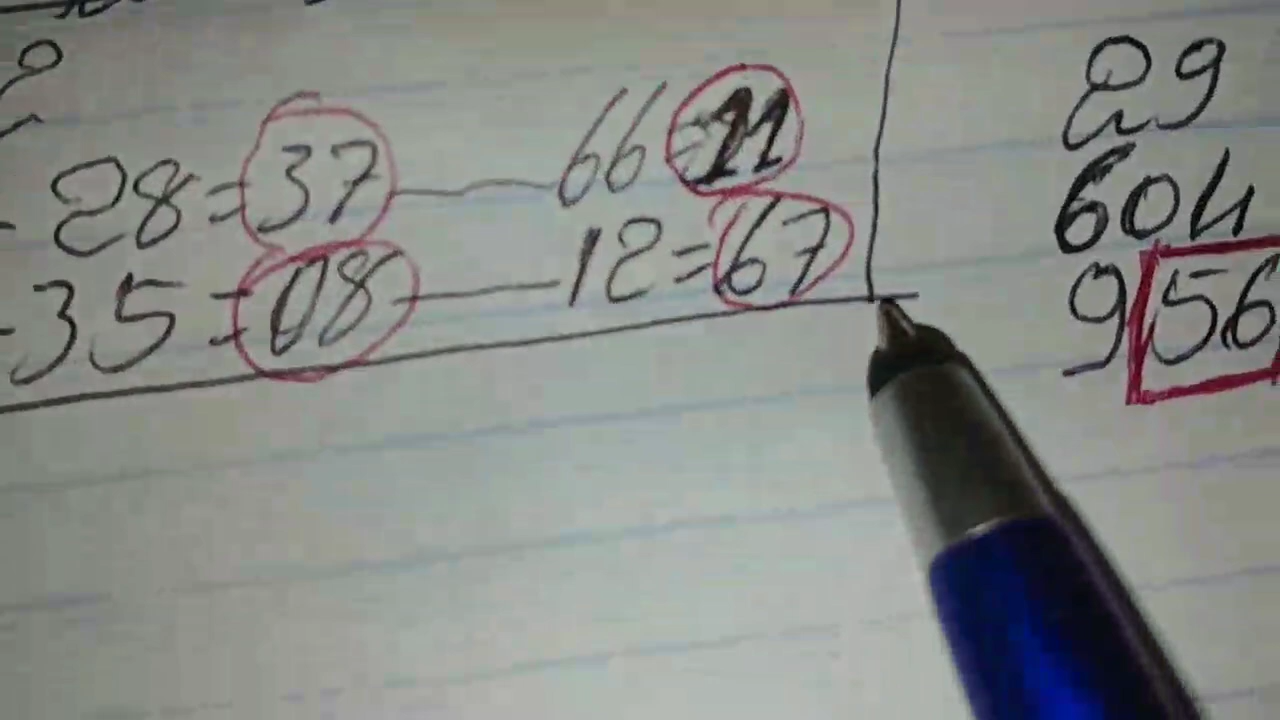 - 28 = 37 — 66 = 11
- 35 = 08 — 12 = 67
29
604
956